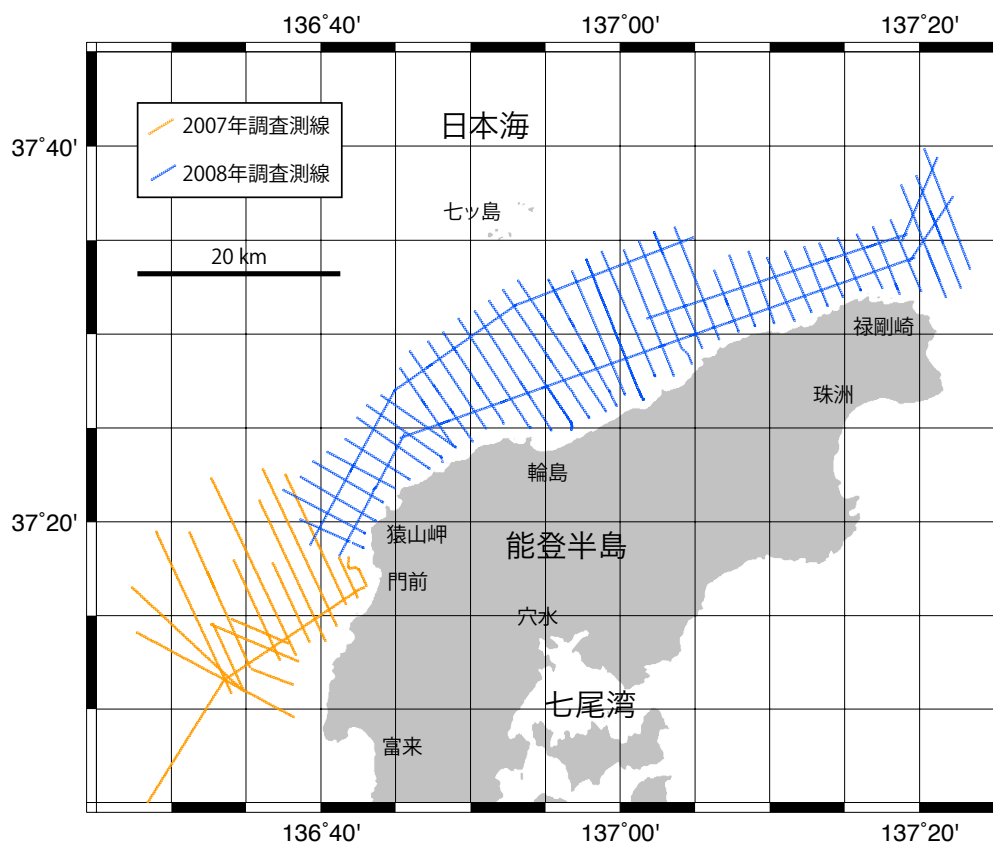 136°40' 137°00' 137°20'
日本海
2007年調査測線
37°40'
2008年調査測線
七ッ島
20 km
禄剛崎
珠洲
輪島
37°20'
猿山岬
能登半島
門前
穴水
七尾湾
富来
136°40' 137°00' 137°20'